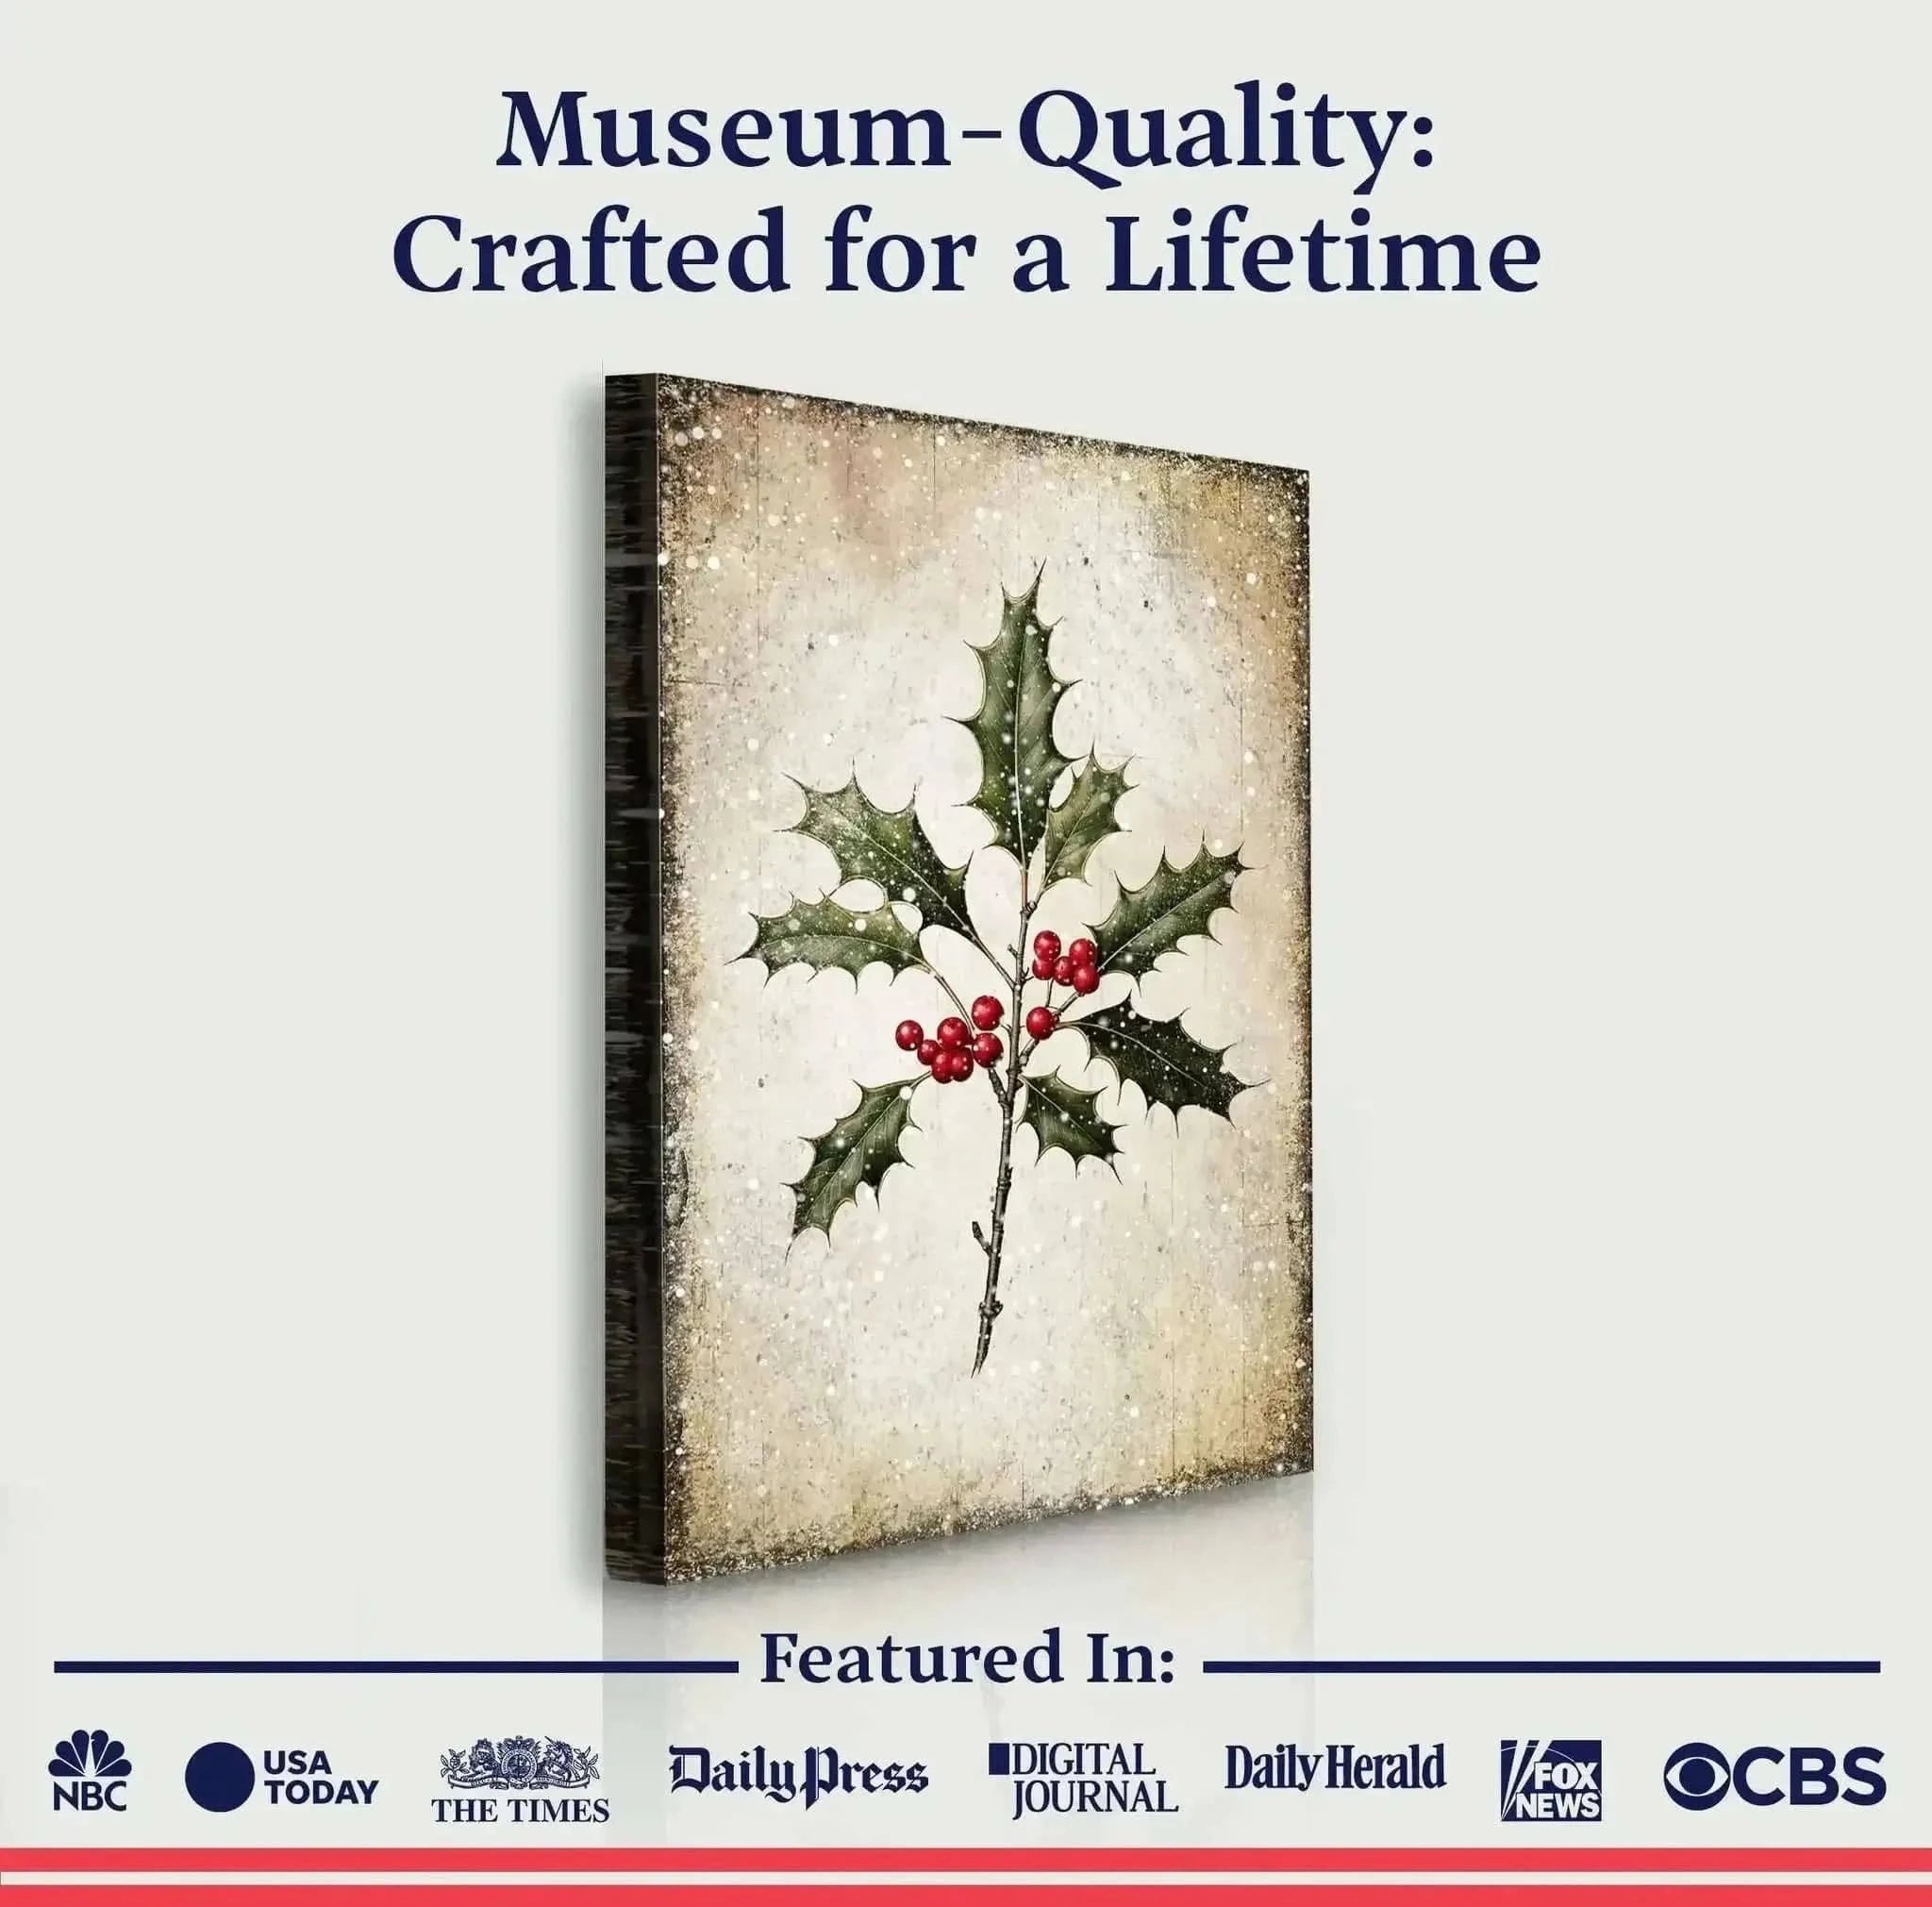 Museum-Quality:
Crafted for a Lifetime
Featured In:
NBC
USA
TODAY
THE TIMES
Daily Press
DIGITAL
JOURNAL
Daily Herald
FOX
NEWS
CBS